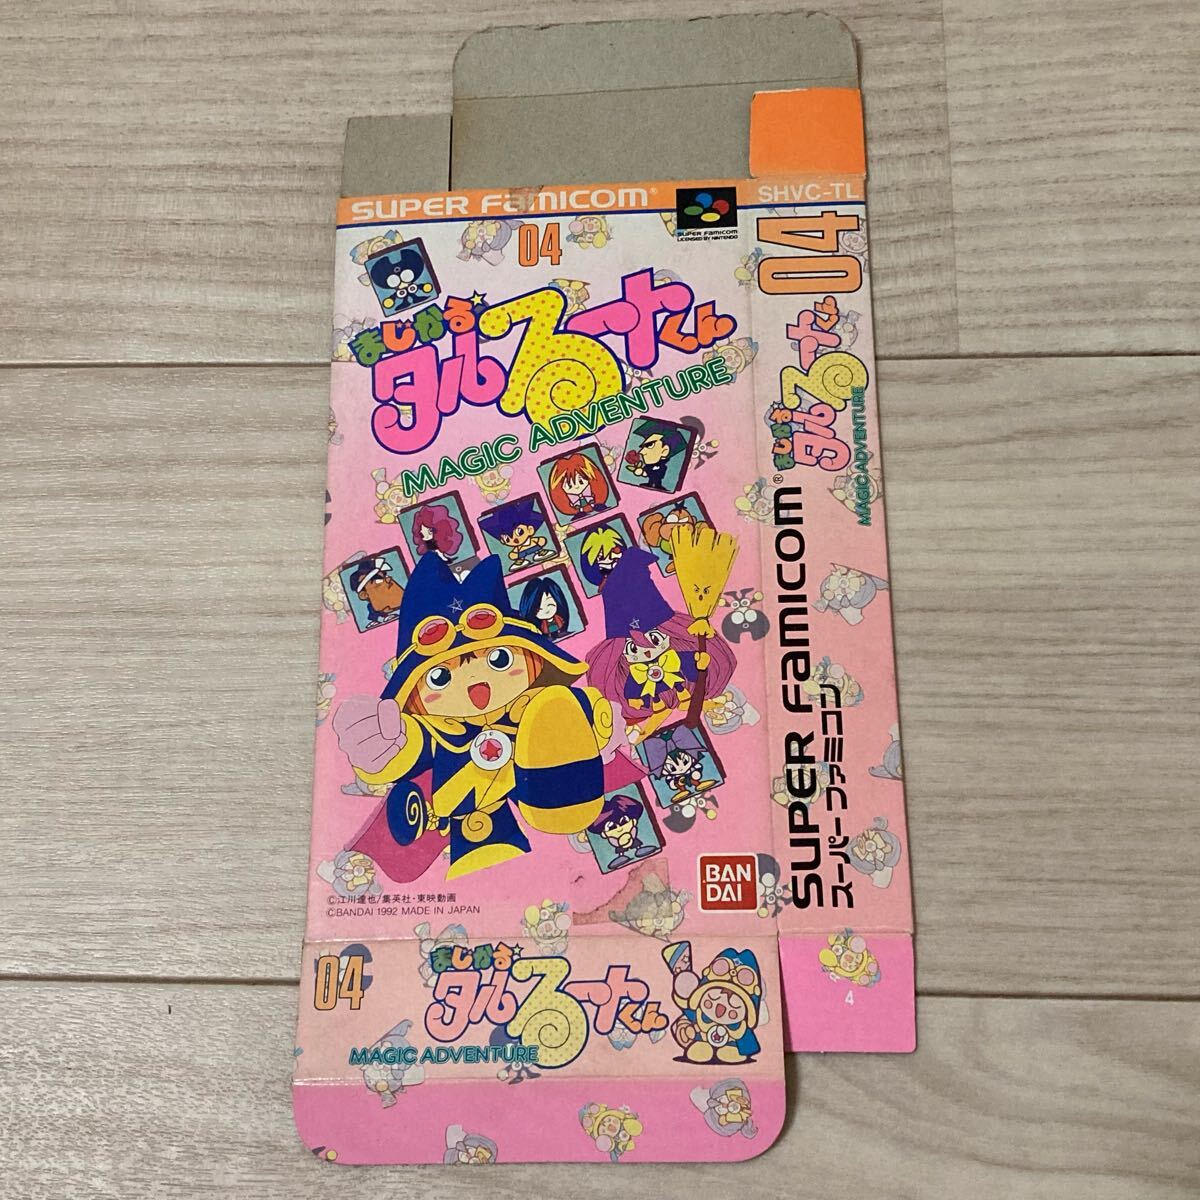 SUPER FAMICOM®
SHVC-TL
04
SUPER FAMICOM
LICENSED BY NINTENDO
まじかる☆
タルるートくん
MAGIC ADVENTURE
BAN
DAI
©江川達也/集英社・東映動画
©BANDAI 1992 MADE IN JAPAN
04
まじかる☆
タルるートくん
MAGIC ADVENTURE
SUPER FAMICOM®
スーパーファミコン
04
まじかる☆
タルるートくん
MAGIC ADVENTURE
4